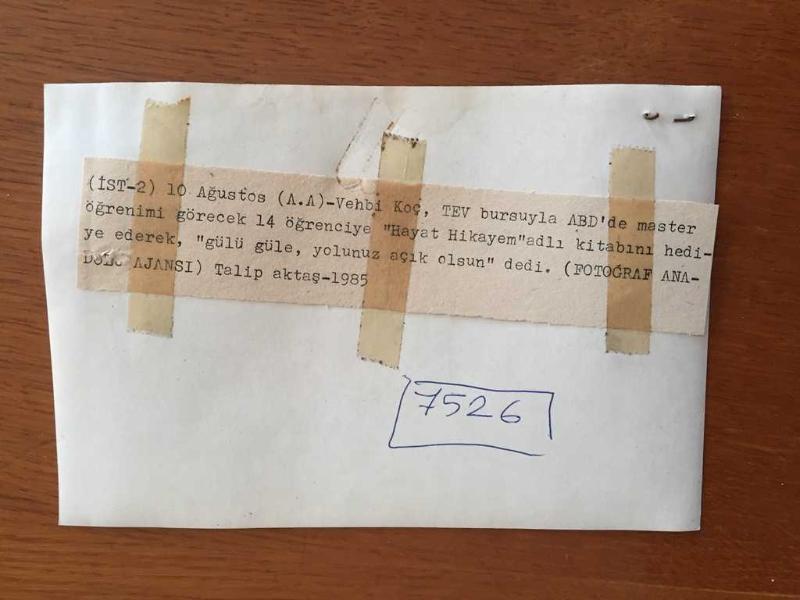 (İST-2) 10 Ağustos (A.A)-Vehbi Koç, TEV bursuyla ABD'de master
öğrenimi görecek 14 öğrenciye "Hayat Hikayem"adlı kitabını hedi-
ye ederek, "gülü güle, yolunuz açık olsun" dedi. (FOTOĞRAF ANA-
DOLU AJANSI) Talip aktaş-1985
7526